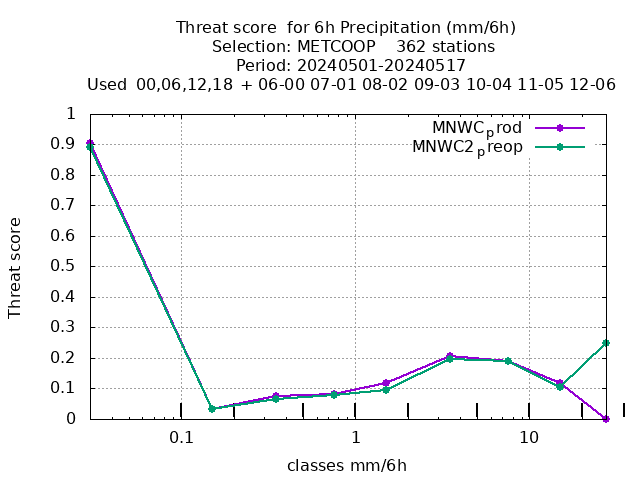 Threat score  for 6h Precipitation (mm/6h)
Selection: METCOOP    362 stations
Period: 20240501-20240517
Used  00,06,12,18  + 06-00 07-01 08-02 09-03 10-04 11-05 12-06
MNWCprod
MNWC2preop
1
0.9
0.8
0.7
0.6
0.5
0.4
0.3
0.2
0.1
0
Threat score
0.1 1 10
classes mm/6h